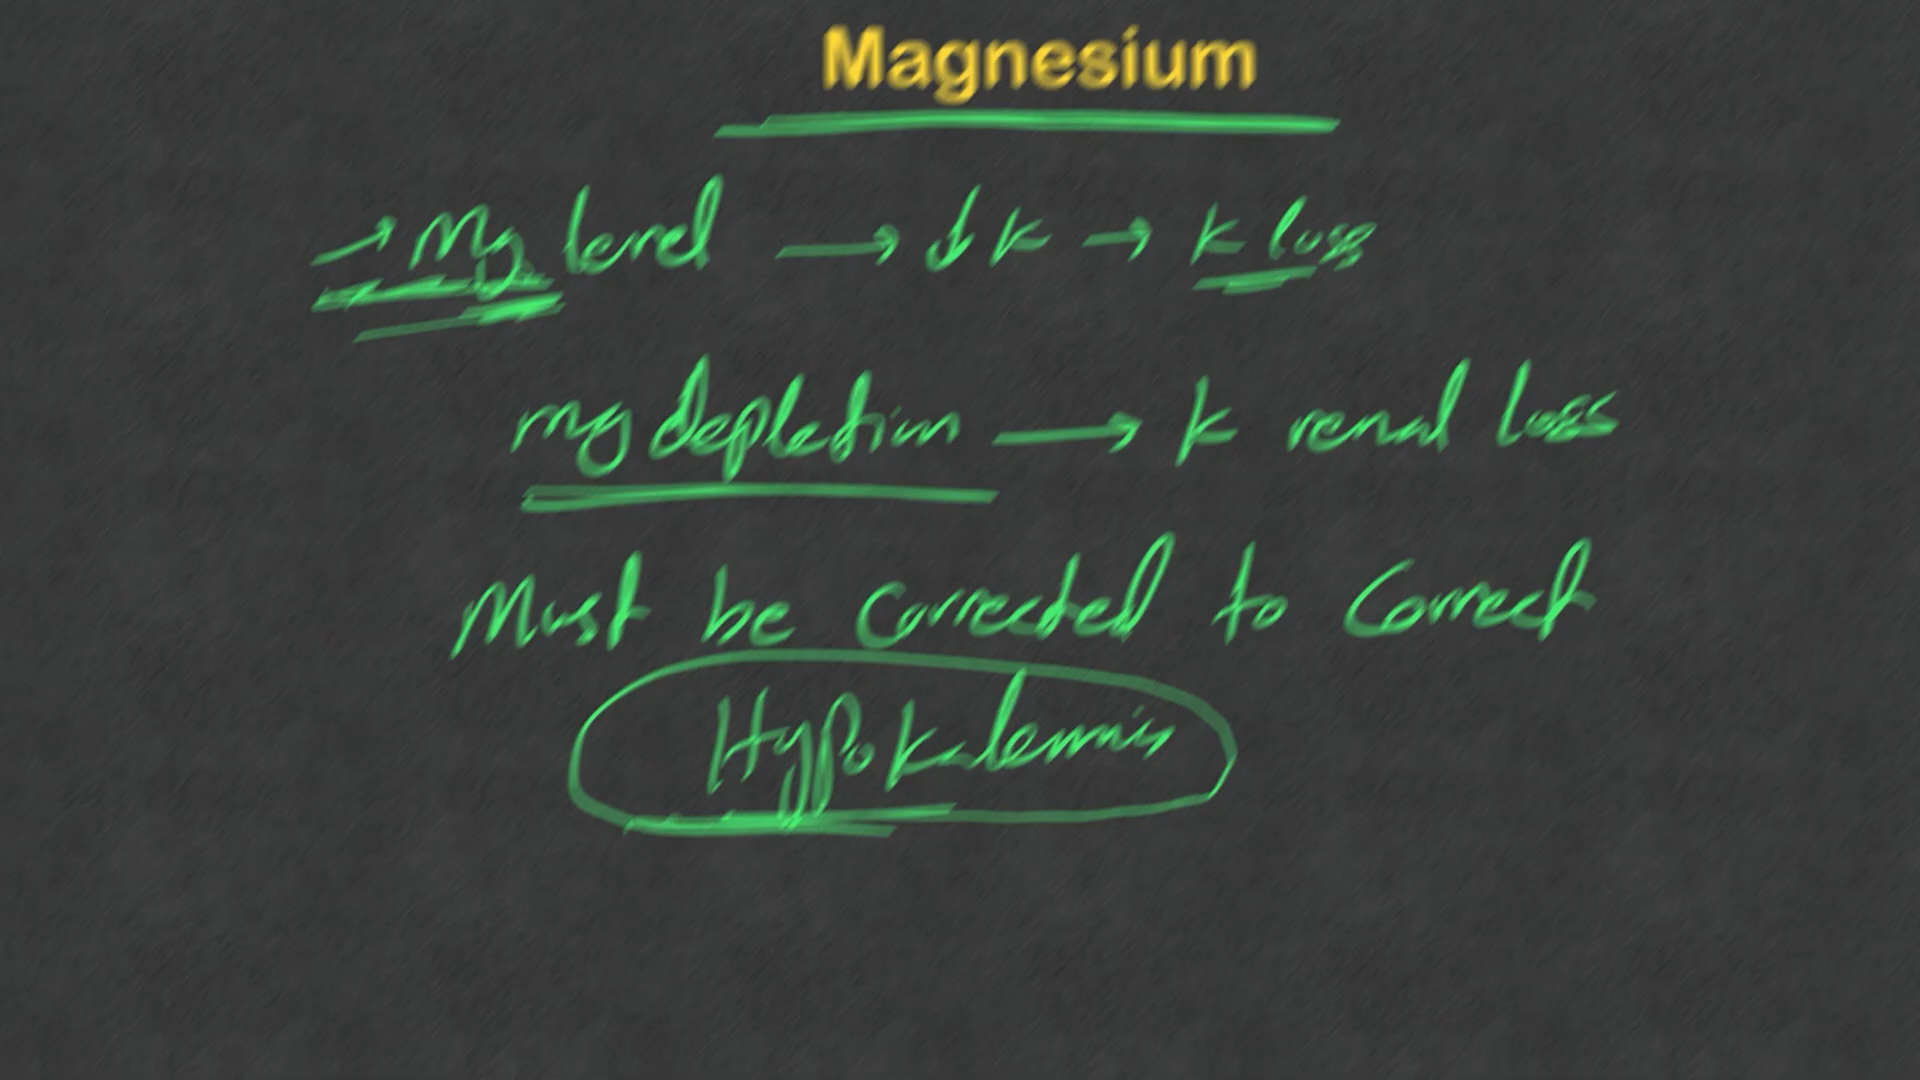 Magnesium
→ Mg level → ↓ K → K loss
mg depletion → K renal loss
Must be corrected to correct
Hypokalemia